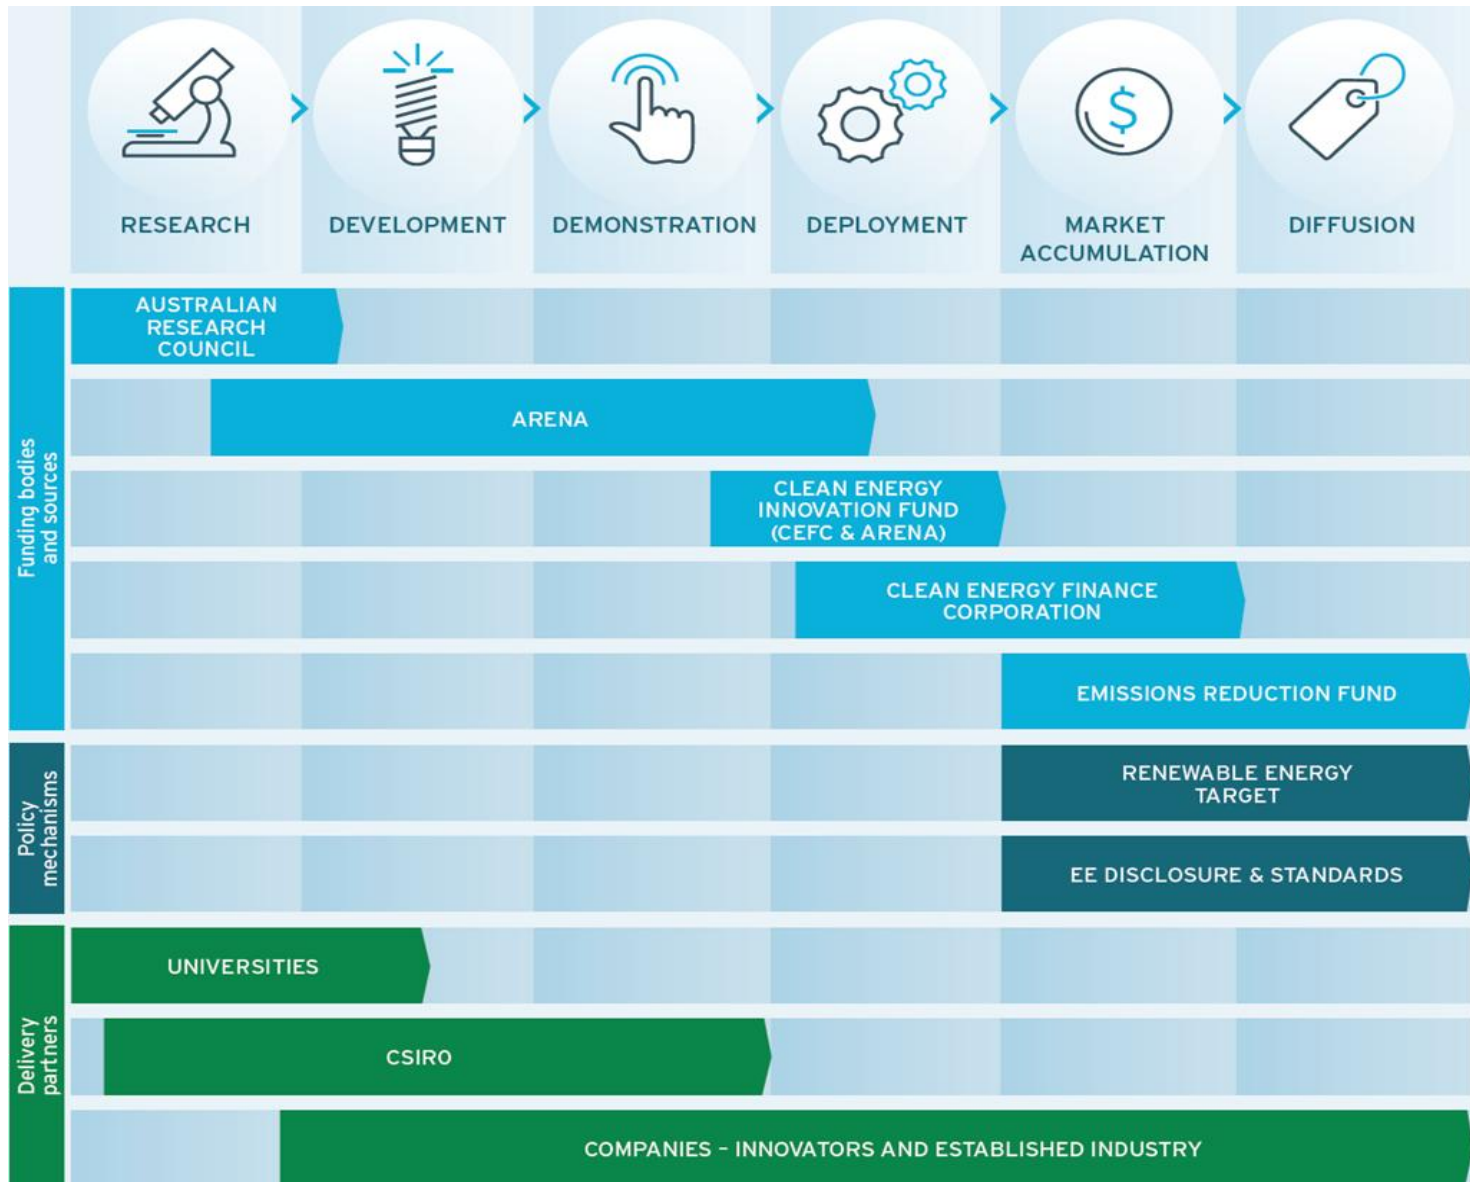 RESEARCH
DEVELOPMENT
DEMONSTRATION
DEPLOYMENT
MARKET
ACCUMULATION
DIFFUSION
Funding bodies
and sources
AUSTRALIAN
RESEARCH
COUNCIL
ARENA
CLEAN ENERGY
INNOVATION FUND
(CEFC & ARENA)
CLEAN ENERGY FINANCE
CORPORATION
EMISSIONS REDUCTION FUND
Policy
mechanisms
RENEWABLE ENERGY
TARGET
EE DISCLOSURE & STANDARDS
Delivery
partners
UNIVERSITIES
CSIRO
COMPANIES – INNOVATORS AND ESTABLISHED INDUSTRY